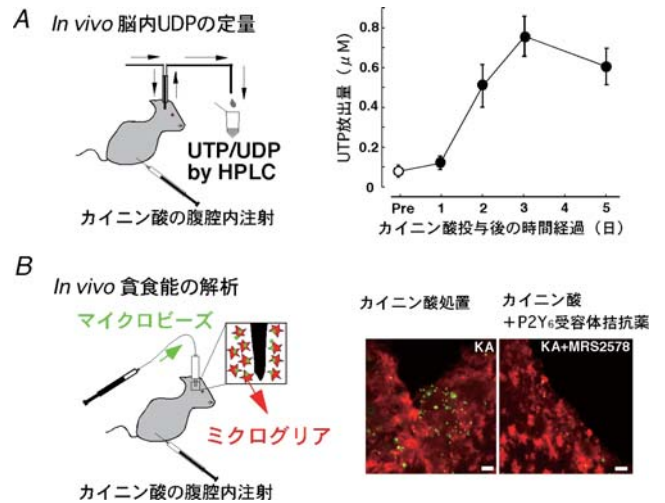 A In vivo 脳内UDPの定量
UTP/UDP
by HPLC
カイニン酸の腹腔内注射
UTP放出量(μM)
0.8
0.6
0.4
0.2
0
Pre 1 2 3 4 5
カイニン酸投与後の時間経過(日)
B In vivo 貪食能の解析
マイクロビーズ
ミクログリア
カイニン酸の腹腔内注射
カイニン酸処置
カイニン酸
+P2Y₆受容体拮抗薬
KA
KA+MRS2578